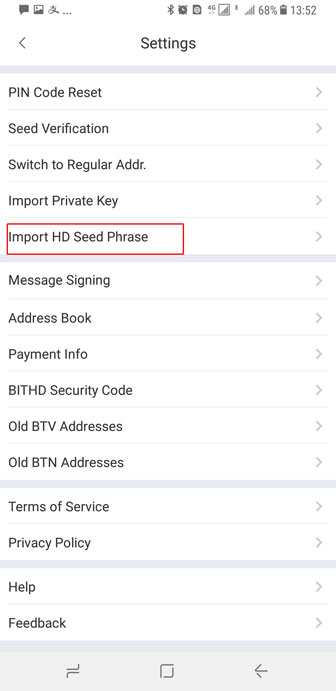 ... 4G 68% 13:52
Settings
PIN Code Reset
Seed Verification
Switch to Regular Addr.
Import Private Key
Import HD Seed Phrase
Message Signing
Address Book
Payment Info
BITHD Security Code
Old BTV Addresses
Old BTN Addresses
Terms of Service
Privacy Policy
Help
Feedback